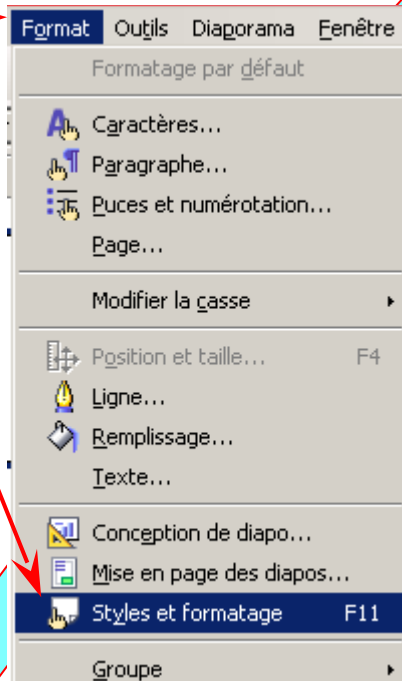 Format Outils Diaporama Fenêtre
Formatage par défaut
Caractères...
Paragraphe...
Puces et numérotation...
Page...
Modifier la casse
Position et taille... F4
Ligne...
Remplissage...
Texte...
Conception de diapo...
Mise en page des diapos...
Styles et formatage F11
Groupe